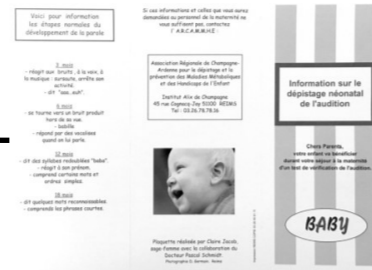 Voici pour information
les étapes normales du
développement de la parole
3 mois
- réagit aux bruits, à la voix, à
la musique : sursaute, arrête son
activité.
- dit "aaa..euh".
6 mois
- se tourne vers un bruit produit
hors de sa vue.
- babille
- répond par des vocalises
quand on lui parle.
12 mois
- dit des syllabes redoublées "baba".
- réagit à son prénom.
- comprend certains mots et
ordres simples.
18 mois
- dit quelques mots reconnaissables.
- comprends les phrases courtes.
Si ces informations et celles que vous aurez
demandées au personnel de la maternité ne
vous suffisent pas, contactez
l' A.R.C.A.M.M.H.E :
Association Régionale de Champagne-
Ardenne pour le dépistage et la
prévention des Maladies Métaboliques
et des Handicaps de l'Enfant
Institut Alix de Champagne
45 rue Cognacq-Jay 51000 REIMS
Tel : 03.26.78.78.16
Plaquette réalisée par Claire Jacob,
sage-femme avec la collaboration du
Docteur Pascal Schmidt
Information sur le
dépistage néonatal
de l'audition
Chers Parents,
votre enfant va bénéficier
durant votre séjour à la maternité
d'un test de vérification de l'audition.
BABY